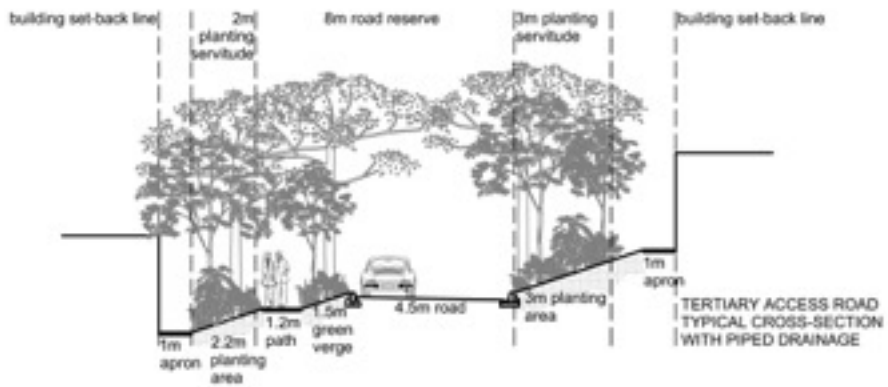 building set-back line
2m
planting
servitude
8m road reserve
3m planting
servitude
building set-back line
1m
apron
2.2m
planting
area
1.2m
path
1.5m
green
verge
4.5m road
3m planting
area
1m
apron
TERTIARY ACCESS ROAD
TYPICAL CROSS-SECTION
WITH PIPED DRAINAGE